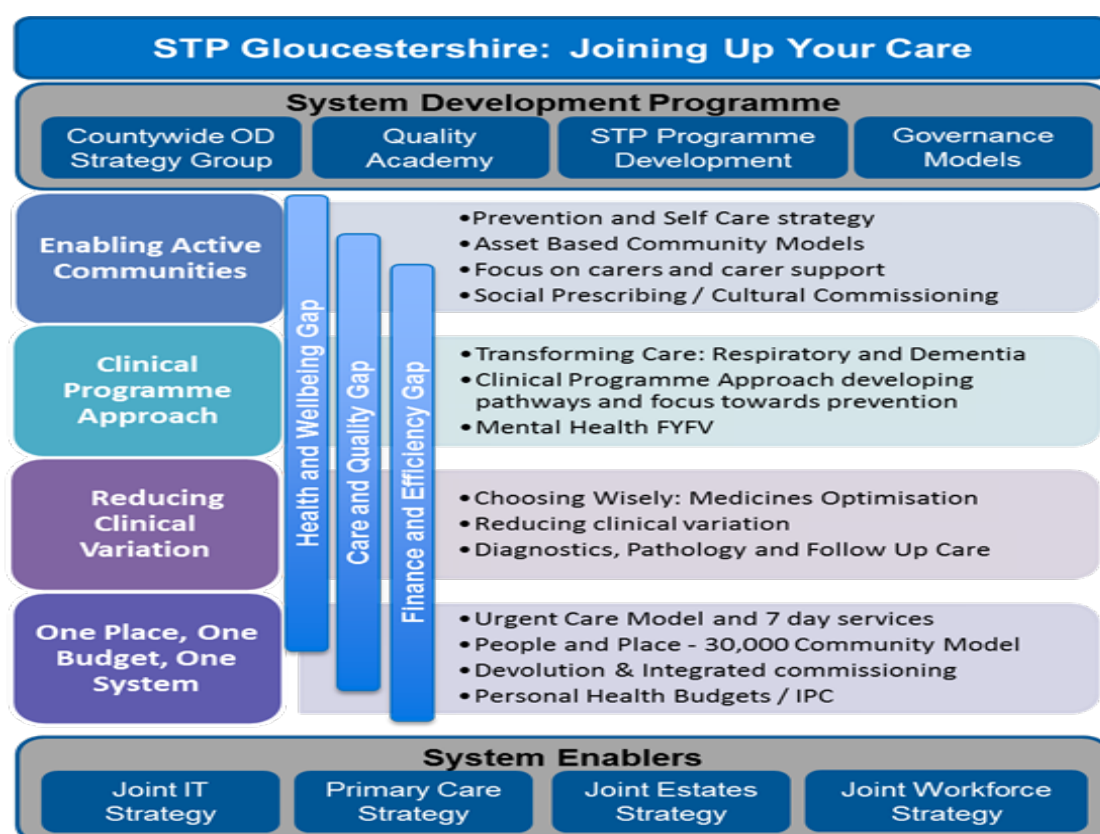 STP Gloucestershire: Joining Up Your Care
System Development Programme
Countywide OD
Strategy Group
Quality
Academy
STP Programme
Development
Governance
Models
Enabling Active
Communities
•Prevention and Self Care strategy
•Asset Based Community Models
•Focus on carers and carer support
•Social Prescribing / Cultural Commissioning
Clinical
Programme
Approach
•Transforming Care: Respiratory and Dementia
•Clinical Programme Approach developing
pathways and focus towards prevention
•Mental Health FYFV
Reducing
Clinical
Variation
•Choosing Wisely: Medicines Optimisation
•Reducing clinical variation
•Diagnostics, Pathology and Follow Up Care
One Place, One
Budget, One
System
•Urgent Care Model and 7 day services
•People and Place - 30,000 Community Model
•Devolution & Integrated commissioning
•Personal Health Budgets / IPC
Health and Wellbeing Gap
Care and Quality Gap
Finance and Efficiency Gap
System Enablers
Joint IT
Strategy
Primary Care
Strategy
Joint Estates
Strategy
Joint Workforce
Strategy